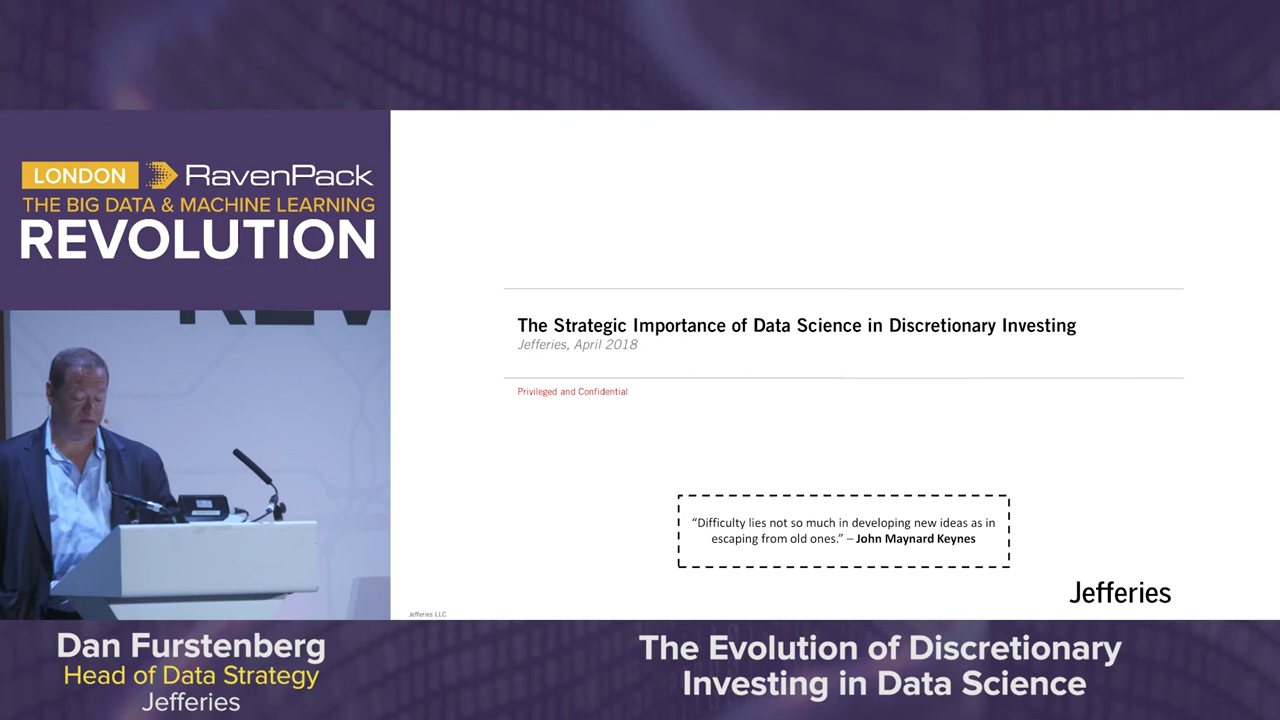 LONDON RavenPack
THE BIG DATA & MACHINE LEARNING
REVOLUTION
The Strategic Importance of Data Science in Discretionary Investing
Jefferies, April 2018
Privileged and Confidential
“Difficulty lies not so much in developing new ideas as in
escaping from old ones.” – John Maynard Keynes
Jefferies
Jefferies LLC
Dan Furstenberg
Head of Data Strategy
Jefferies
The Evolution of Discretionary
Investing in Data Science